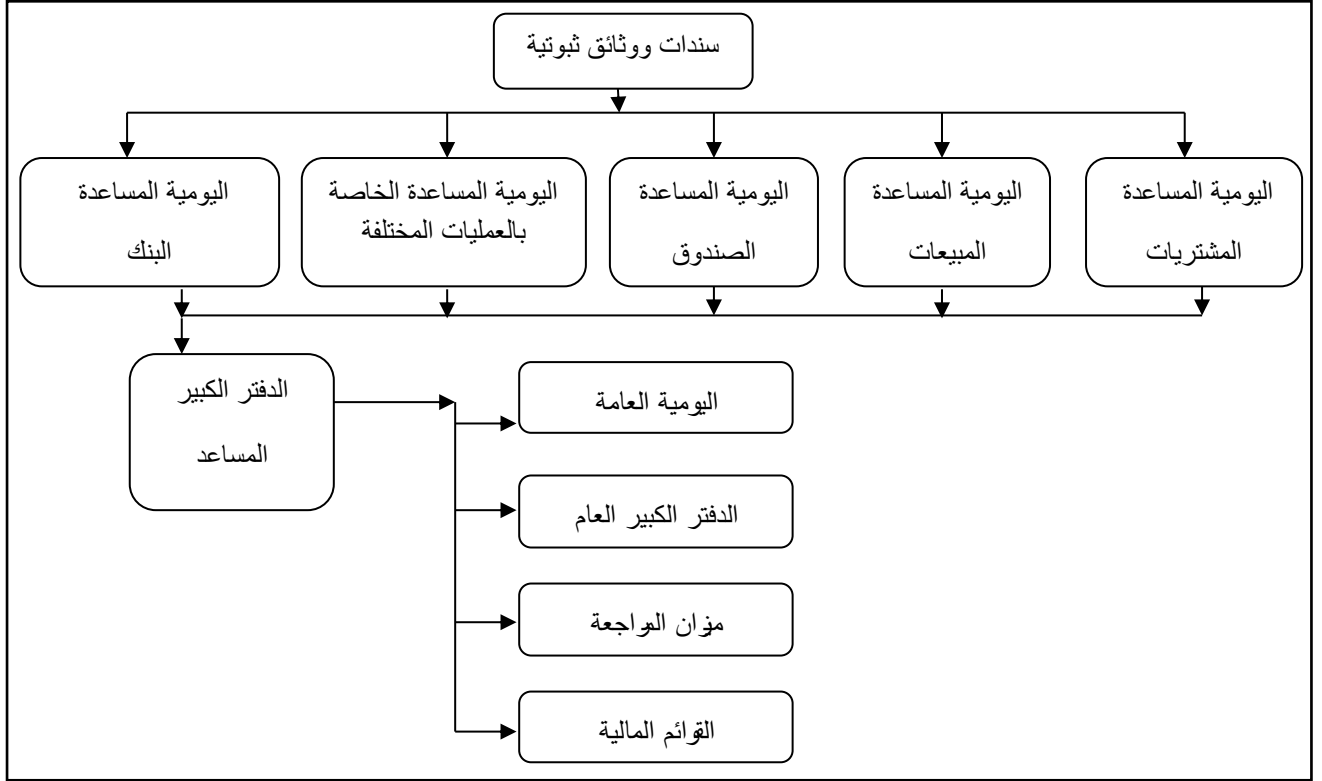 سندات ووثائق ثبوتية
اليومية المساعدة
المشتريات
اليومية المساعدة
المبيعات
اليومية المساعدة
الصندوق
اليومية المساعدة الخاصة
بالعمليات المختلفة
اليومية المساعدة
البنك
الدفتر الكبير
المساعد
اليومية العامة
الدفتر الكبير العام
ميزان المراجعة
القوائم المالية